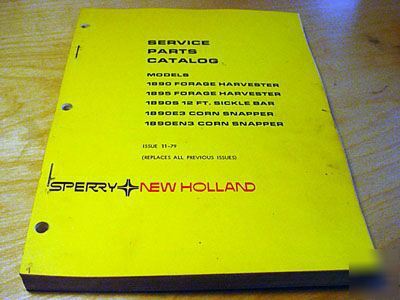 SERVICE
PARTS
CATALOG
MODELS
1890 FORAGE HARVESTER
1895 FORAGE HARVESTER
1890S 12 FT. SICKLE BAR
1890E3 CORN SNAPPER
1890EN3 CORN SNAPPER
ISSUE 11-79
(REPLACES ALL PREVIOUS ISSUES)
SPERRY NEW HOLLAND